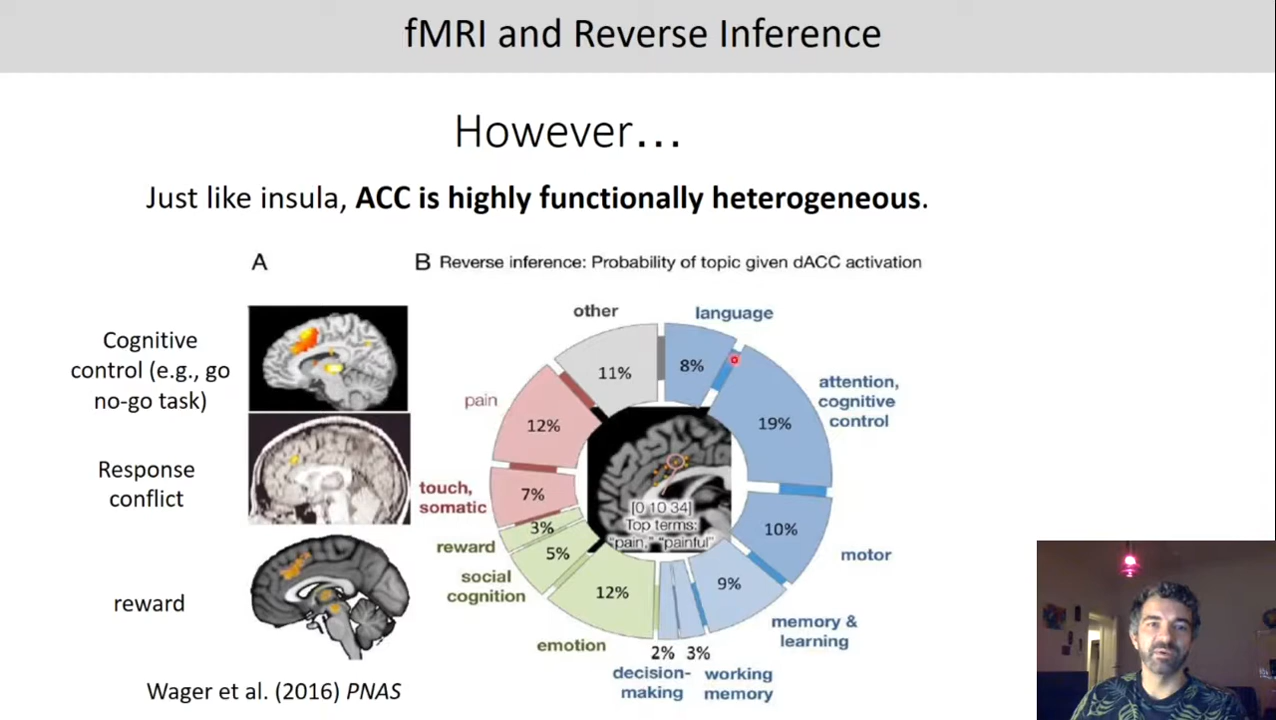 fMRI and Reverse Inference
However...
Just like insula, ACC is highly functionally heterogeneous.
A
B Reverse inference: Probability of topic given dACC activation
Cognitive
control (e.g., go
no-go task)
Response
conflict
reward
other
language
8%
11%
attention,
cognitive
control
19%
pain
12%
touch,
somatic
7%
[0 10 34]
Top terms:
"pain," "painful"
10%
motor
3%
reward
5%
social
cognition
12%
emotion
9%
memory &
learning
2% 3%
decision-
making
working
memory
Wager et al. (2016) PNAS